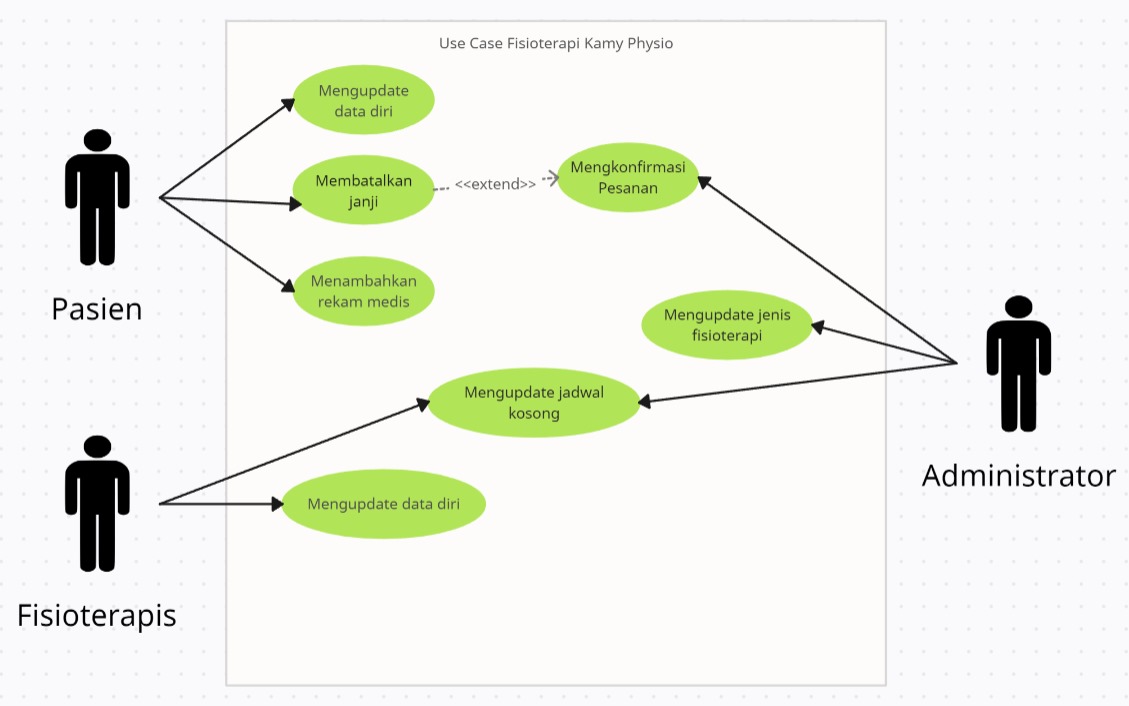 Use Case Fisioterapi Kamy Physio
Mengupdate
data diri
Membatalkan
janji
<<extend>>
Mengkonfirmasi
Pesanan
Menambahkan
rekam medis
Pasien
Mengupdate jenis
fisioterapi
Mengupdate jadwal
kosong
Administrator
Mengupdate data diri
Fisioterapis